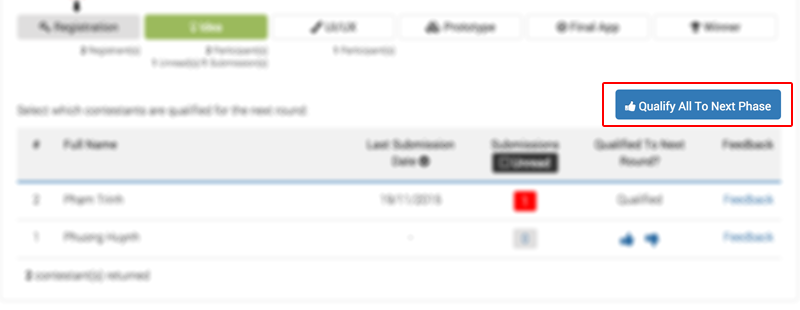 Registration
Idea
UI/UX
Prototype
Final App
Winner
2 Registrant(s)
2 Participant(s)
1 Participant(s)
1 Unread(s)/1 Submission(s)
Select which contestants are qualified for the next round
Qualify All To Next Phase
# Full Name Last Submission Date Submissions Unread Qualified To Next Round? Feedback
2 Phạm Trinh 19/11/2015 1 Qualified Feedback
1 Phuong Huynh - 2 Feedback
2 contestant(s) returned